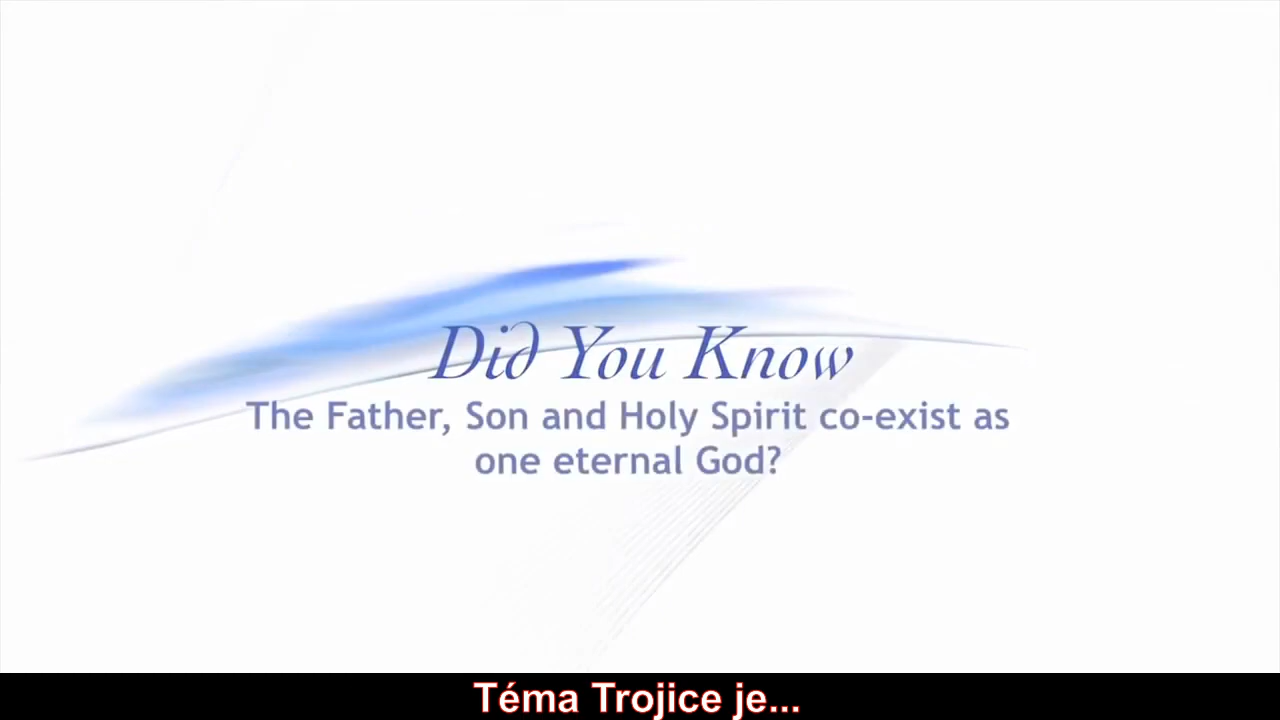 Did You Know
The Father, Son and Holy Spirit co-exist as
one eternal God?
Téma Trojice je...